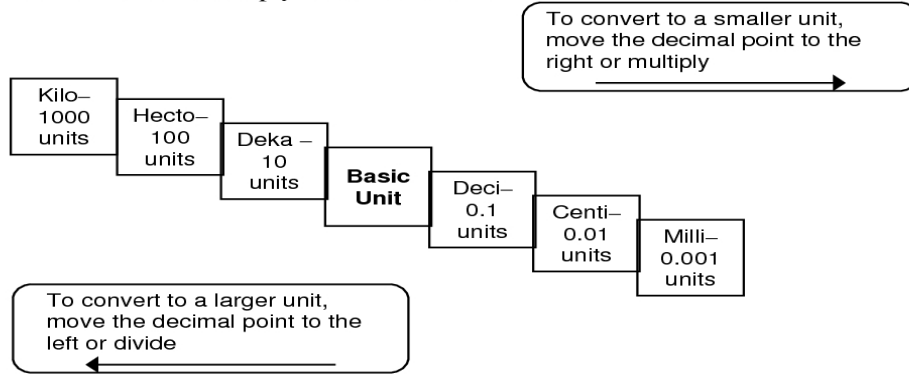 To convert to a smaller unit,
move the decimal point to the
right or multiply
Kilo–
1000
units
Hecto–
100
units
Deka –
10
units
Basic
Unit
Deci–
0.1
units
Centi–
0.01
units
Milli–
0.001
units
To convert to a larger unit,
move the decimal point to the
left or divide